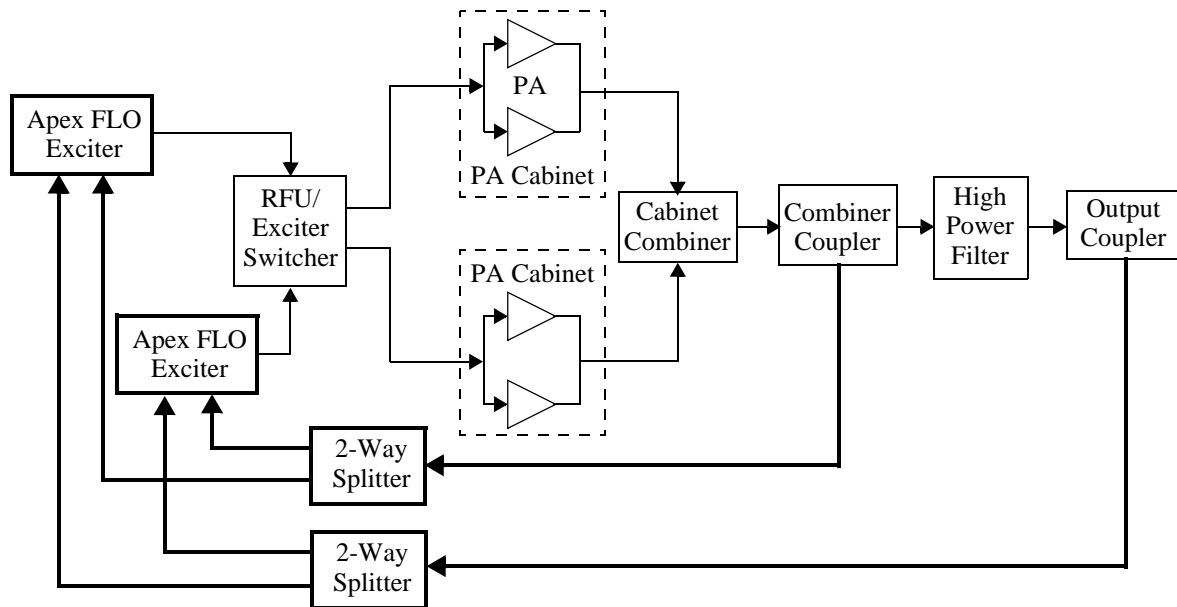 Apex FLO
Exciter
RFU/
Exciter
Switcher
Apex FLO
Exciter
PA
PA Cabinet
PA Cabinet
Cabinet
Combiner
Combiner
Coupler
High
Power
Filter
Output
Coupler
2-Way
Splitter
2-Way
Splitter